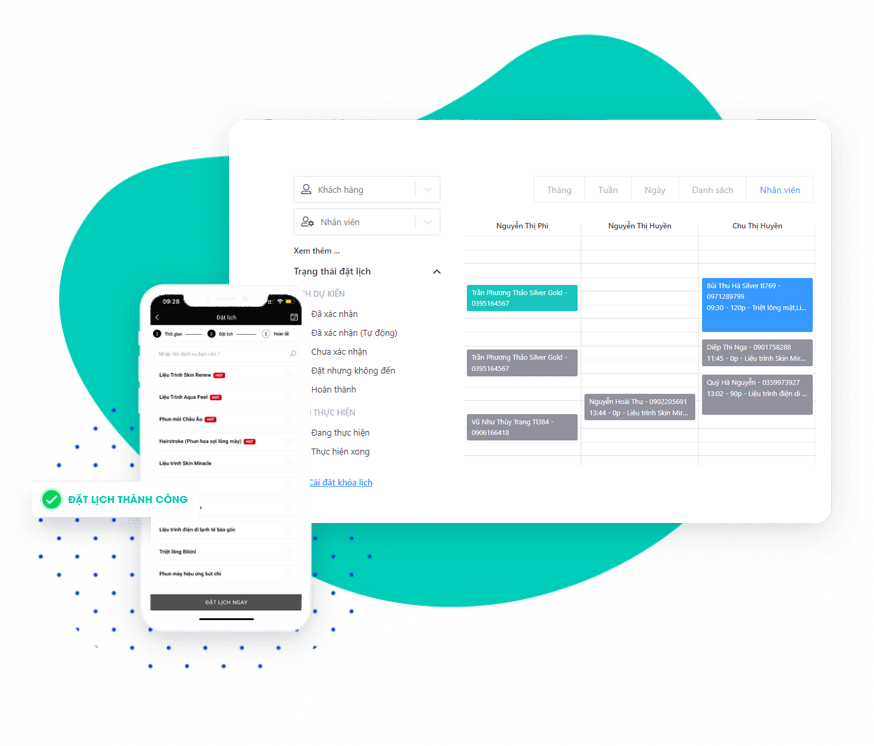 Khách hàng
Nhân viên
Xem thêm ...
Trạng thái đặt lịch
DỰ KIẾN
Đã xác nhận
Đã xác nhận (Tự động)
Chưa xác nhận
Đặt nhưng không đến
Hoàn thành
THỰC HIỆN
Đang thực hiện
Thực hiện xong
Cài đặt khóa lịch
Tháng
Tuần
Ngày
Danh sách
Nhân viên
Nguyễn Thị Phi
Nguyễn Thị Huyền
Chu Thị Huyền
Trần Phương Thảo Silver Gold -
0395164567
Trần Phương Thảo Silver Gold -
0395164567
Vũ Như Thùy Trang Tl384 -
0906166418
Nguyễn Hoài Thu - 0902205691
13:44 - 0p - Liệu trình Skin Mir...
Bùi Thu Hà Silver tl769 -
0971289799
09:30 - 120p - Triệt lông mặt,Li...
Diệp Thi Nga - 0901758288
11:45 - 0p - Liệu trình Skin Mir...
Quý Hà Nguyễn - 0359973927
13:02 - 90p - Liệu trình điện di ...
09:28
Đặt lịch
1 Thời gian
2 Đặt lịch
3 Hoàn tất
Nhập tên dịch vụ bạn cần ?
Liệu Trình Skin Renew HOT
Liệu Trình Aqua Peel HOT
Phun môi Châu Âu HOT
Hairstroke (Phun họa sợi lông mày) HOT
Liệu trình Skin Miracle
ĐẶT LỊCH THÀNH CÔNG
Liệu trình điện di lạnh tế bào gốc
Triệt lông Bikini
Phun mày hiệu ứng bút chì
ĐẶT LỊCH NGAY